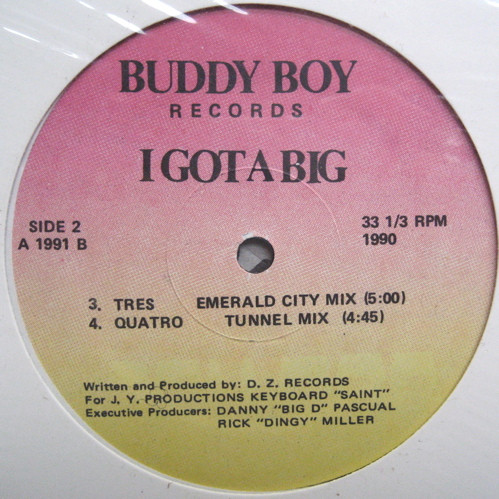 BUDDY BOY
RECORDS
I GOT A BIG
SIDE 2
A 1991 B
33 1/3 RPM
1990
3. TRES EMERALD CITY MIX (5:00)
4. QUATRO TUNNEL MIX (4:45)
Written and Produced by: D. Z. RECORDS
For J. Y. PRODUCTIONS KEYBOARD "SAINT"
Executive Producers: DANNY "BIG D" PASCUAL
RICK "DINGY" MILLER